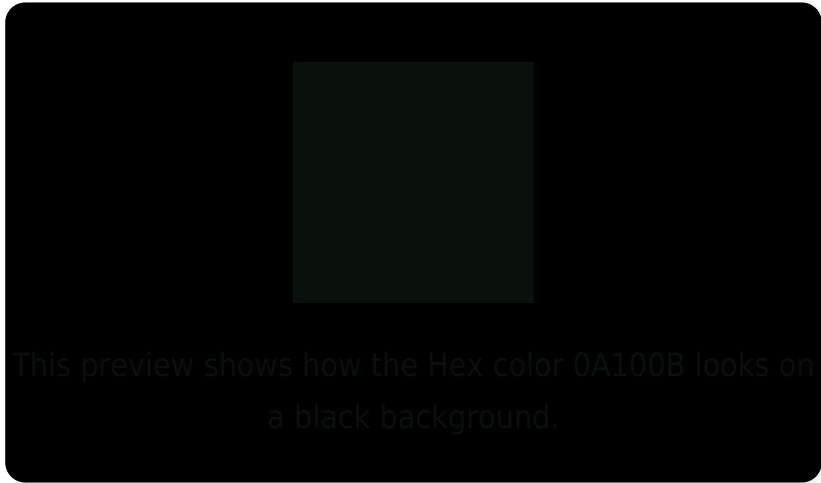 This preview shows how the Hex color 0A100B looks on
a black background.